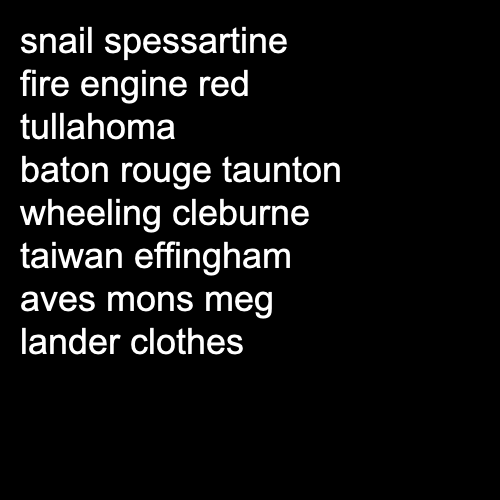 snail spessartine
fire engine red
tullahoma
baton rouge taunton
wheeling cleburne
taiwan effingham
aves mons meg
lander clothes